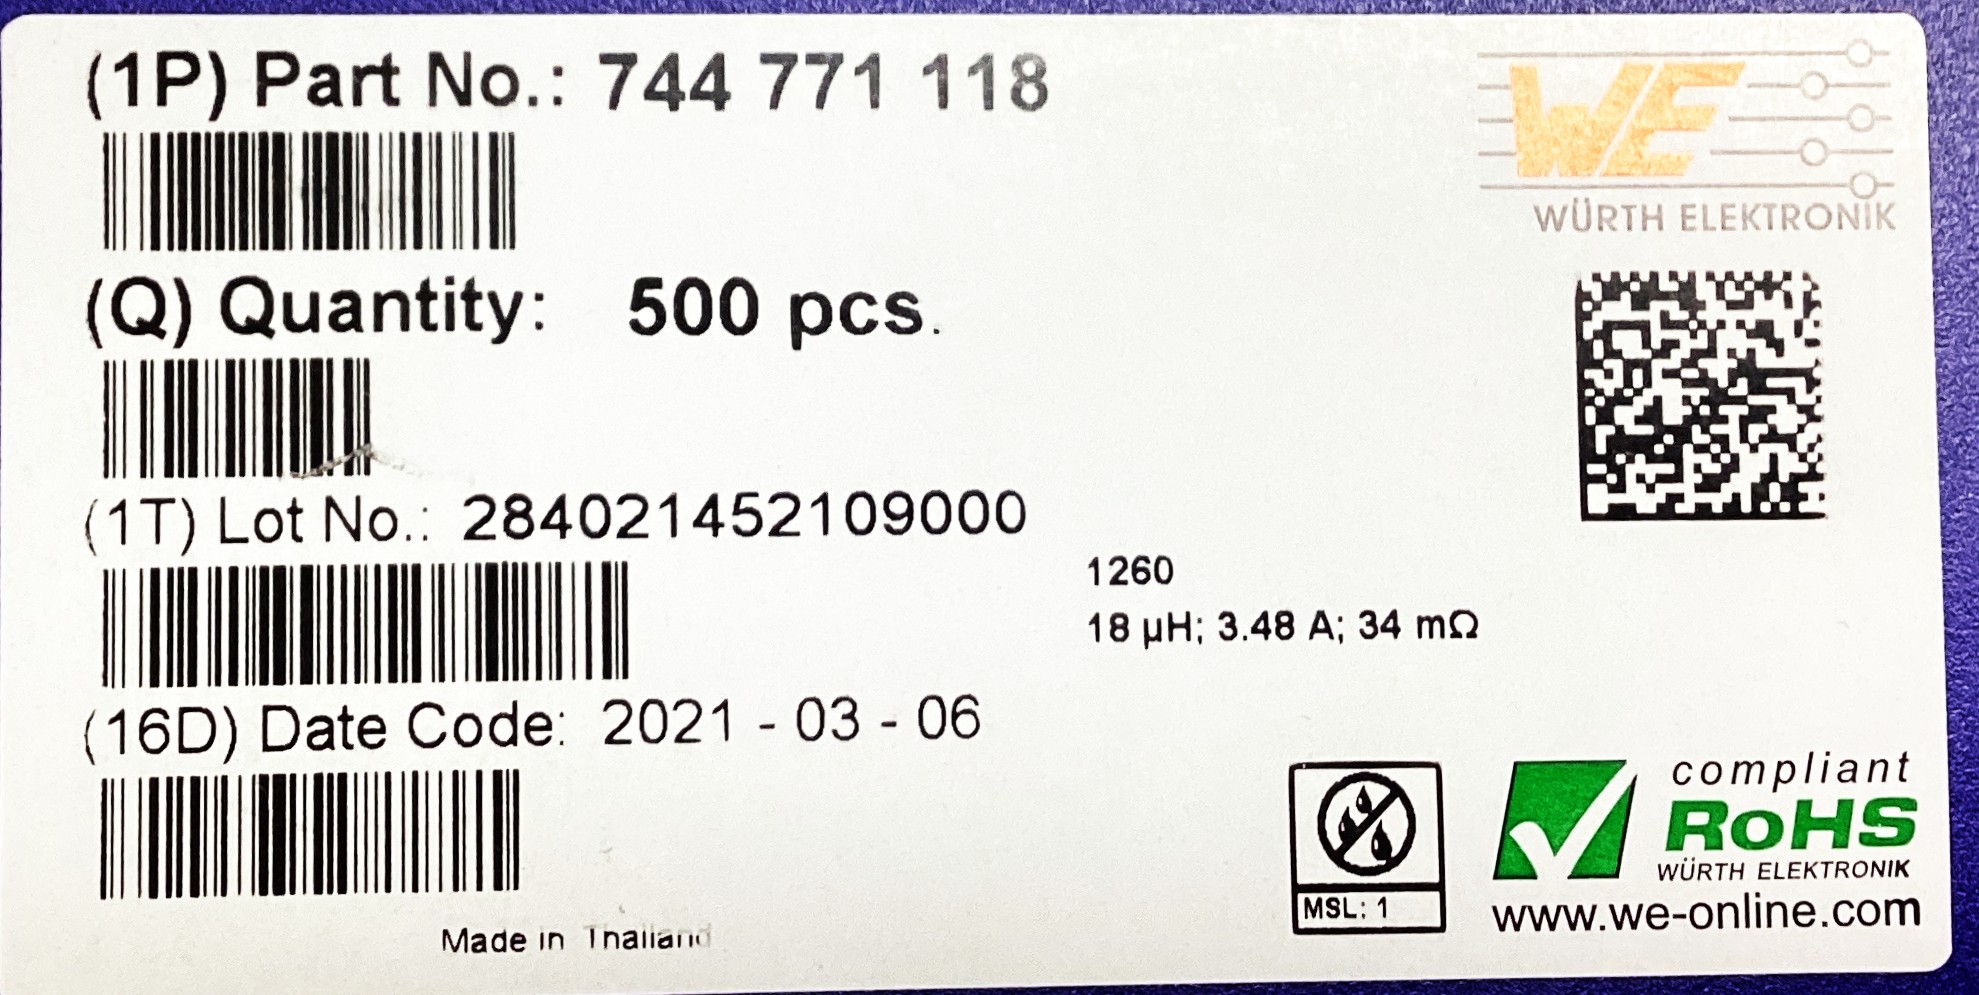 (1P) Part No.: 744 771 118
WE
WÜRTH ELEKTRONIK
(Q) Quantity: 500 pcs.
(1T) Lot No.: 284021452109000
1260
18 µH; 3.48 A; 34 mΩ
(16D) Date Code: 2021 - 03 - 06
MSL: 1
compliant
RoHS
WÜRTH ELEKTRONIK
www.we-online.com
Made in Thailand